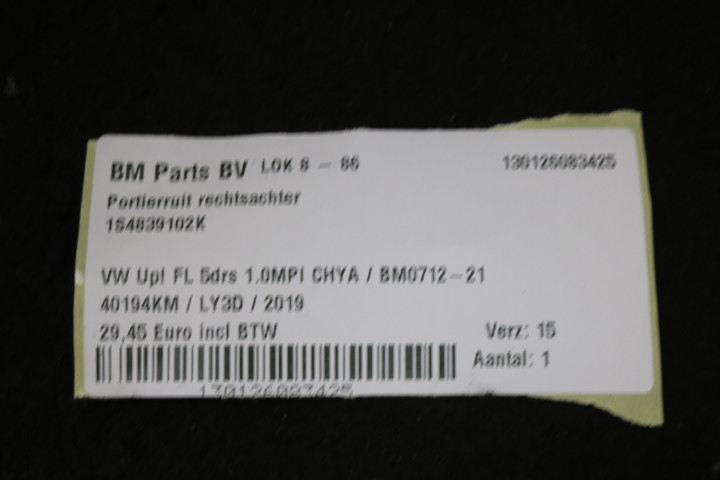 BM Parts BV LOK 8 - 86 130126083425
Portierruit rechtsachter
1S4839102K
VW Up! FL 5drs 1.0MPI CHYA / BM0712-21
40194KM / LY3D / 2019
29,45 Euro incl BTW Verz: 15
Aantal: 1
130126083425